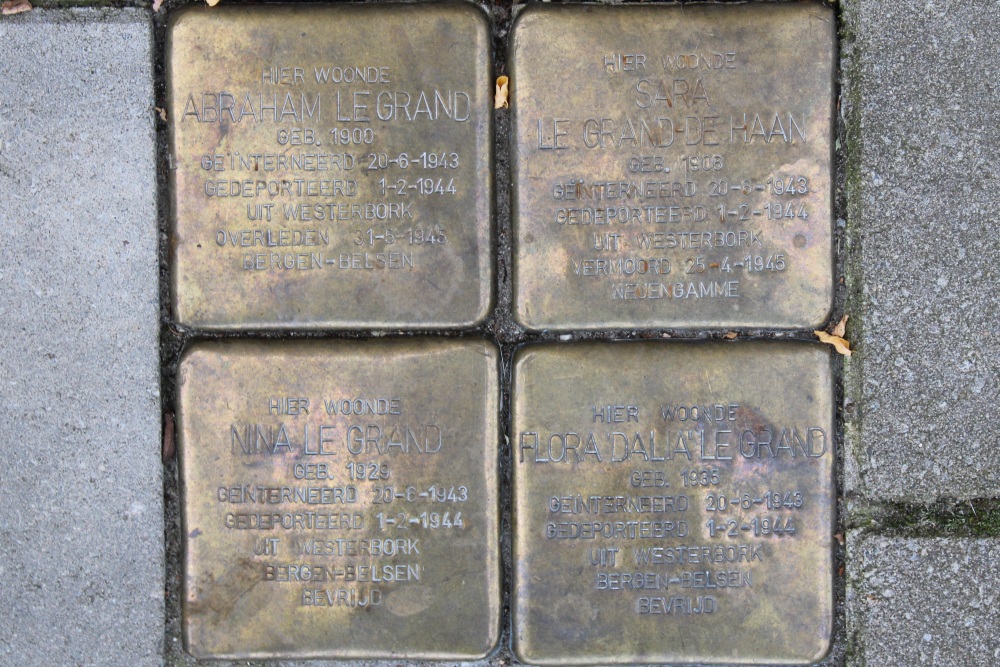 HIER WOONDE
ABRAHAM LE GRAND
GEB. 1900
GEÏNTERNEERD 20-6-1943
GEDEPORTEERD 1-2-1944
UIT WESTERBORK
OVERLEDEN
BERGEN-BELSEN
HIER WOONDE
SARA
LE GRAND-DE HAAN
GEB. 1908
GEÏNTERNEERD 20-6-1943
GEDEPORTEERD 1-2-1944
UIT WESTERBORK
VERMOORD 25-4-1945
NEUENGAMME
HIER WOONDE
NINA LE GRAND
GEB. 1929
GEÏNTERNEERD 20-6-1943
GEDEPORTEERD 1-2-1944
UIT WESTERBORK
BERGEN-BELSEN
BEVRIJD
HIER WOONDE
FLORA 'DALIA' LE GRAND
GEB. 1935
GEÏNTERNEERD 20-6-1943
GEDEPORTEERD 1-2-1944
UIT WESTERBORK
BERGEN-BELSEN
BEVRIJD